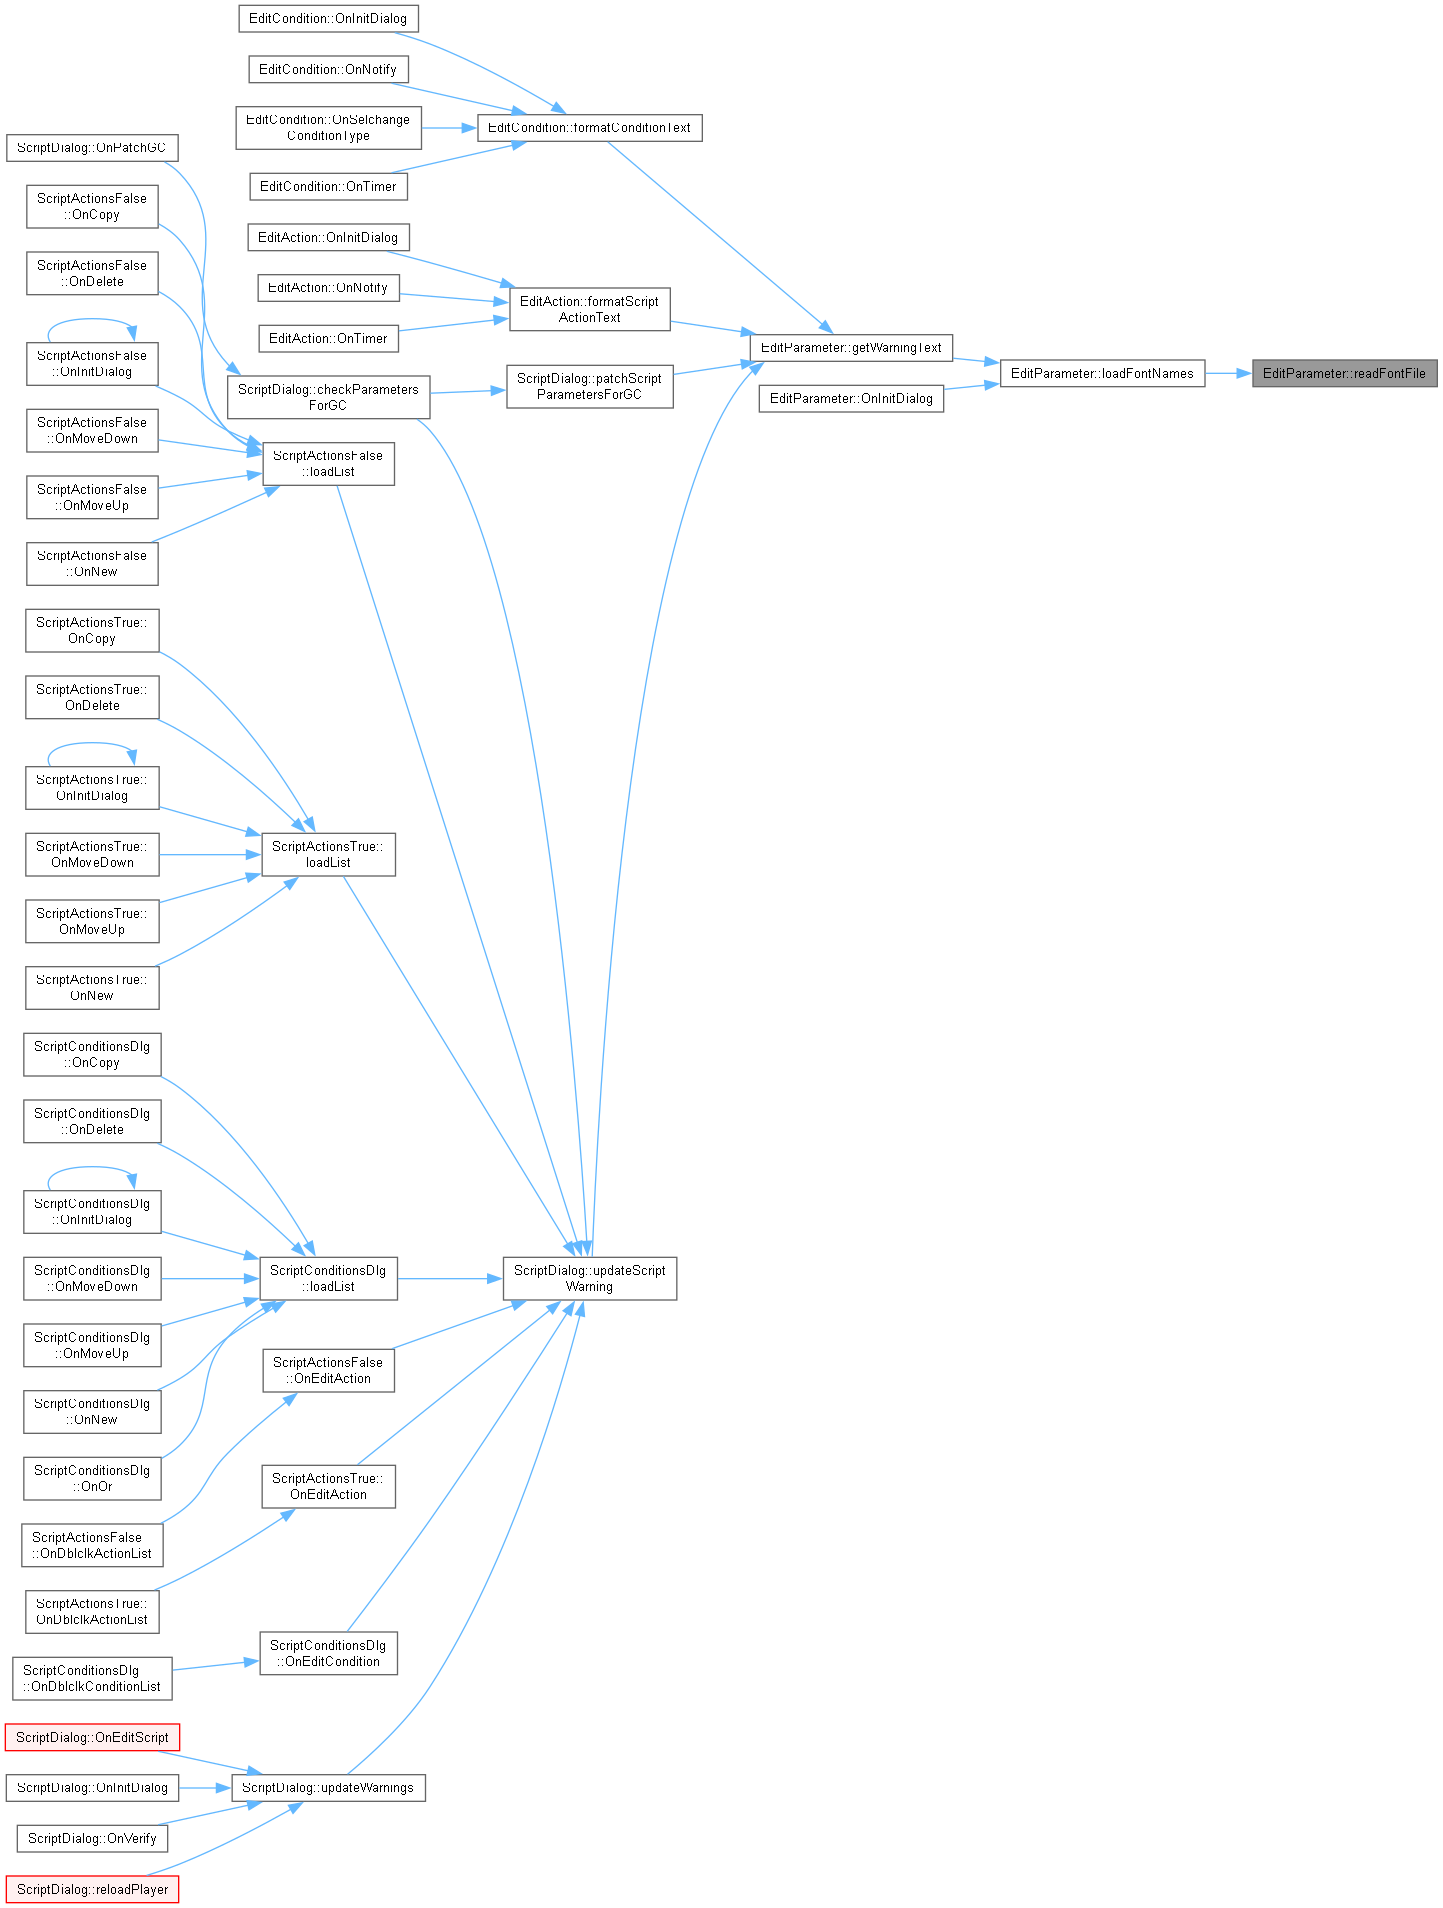 EditCondition::OnInitDialog
EditCondition::OnNotify
EditCondition::OnSelchange
ConditionType
EditCondition::formatConditionText
ScriptDialog::OnPatchGC
EditCondition::OnTimer
ScriptActionsFalse
::OnCopy
EditAction::OnInitDialog
ScriptActionsFalse
::OnDelete
EditAction::OnNotify
EditAction::formatScript
ActionText
EditAction::OnTimer
EditParameter::getWarningText
ScriptActionsFalse
::OnInitDialog
EditParameter::loadFontNames
EditParameter::readFontFile
ScriptDialog::patchScript
ParametersForGC
ScriptDialog::checkParameters
ForGC
EditParameter::OnInitDialog
ScriptActionsFalse
::OnMoveDown
ScriptActionsFalse
::loadList
ScriptActionsFalse
::OnMoveUp
ScriptActionsFalse
::OnNew
ScriptActionsTrue::
OnCopy
ScriptActionsTrue::
OnDelete
ScriptActionsTrue::
OnInitDialog
ScriptActionsTrue::
OnMoveDown
ScriptActionsTrue::
loadList
ScriptActionsTrue::
OnMoveUp
ScriptActionsTrue::
OnNew
ScriptConditionsDlg
::OnCopy
ScriptConditionsDlg
::OnDelete
ScriptConditionsDlg
::OnInitDialog
ScriptConditionsDlg
::OnMoveDown
ScriptConditionsDlg
::loadList
ScriptDialog::updateScript
Warning
ScriptConditionsDlg
::OnMoveUp
ScriptActionsFalse
::OnEditAction
ScriptConditionsDlg
::OnNew
ScriptConditionsDlg
::OnOr
ScriptActionsTrue::
OnEditAction
ScriptActionsFalse
::OnDblclkActionList
ScriptActionsTrue::
OnDblclkActionList
ScriptConditionsDlg
::OnEditCondition
ScriptConditionsDlg
::OnDblclkConditionList
ScriptDialog::OnEditScript
ScriptDialog::OnInitDialog
ScriptDialog::updateWarnings
ScriptDialog::OnVerify
ScriptDialog::reloadPlayer